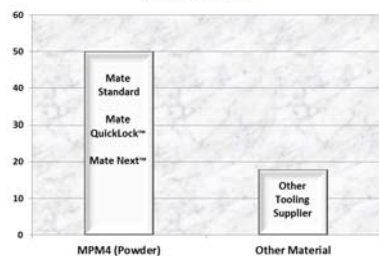 60
50
40
30
20
10
0
Mate
Standard
Mate
QuickLock™
Mate Next™
Other
Tooling
Supplier
MPM4 (Powder)
Other Material